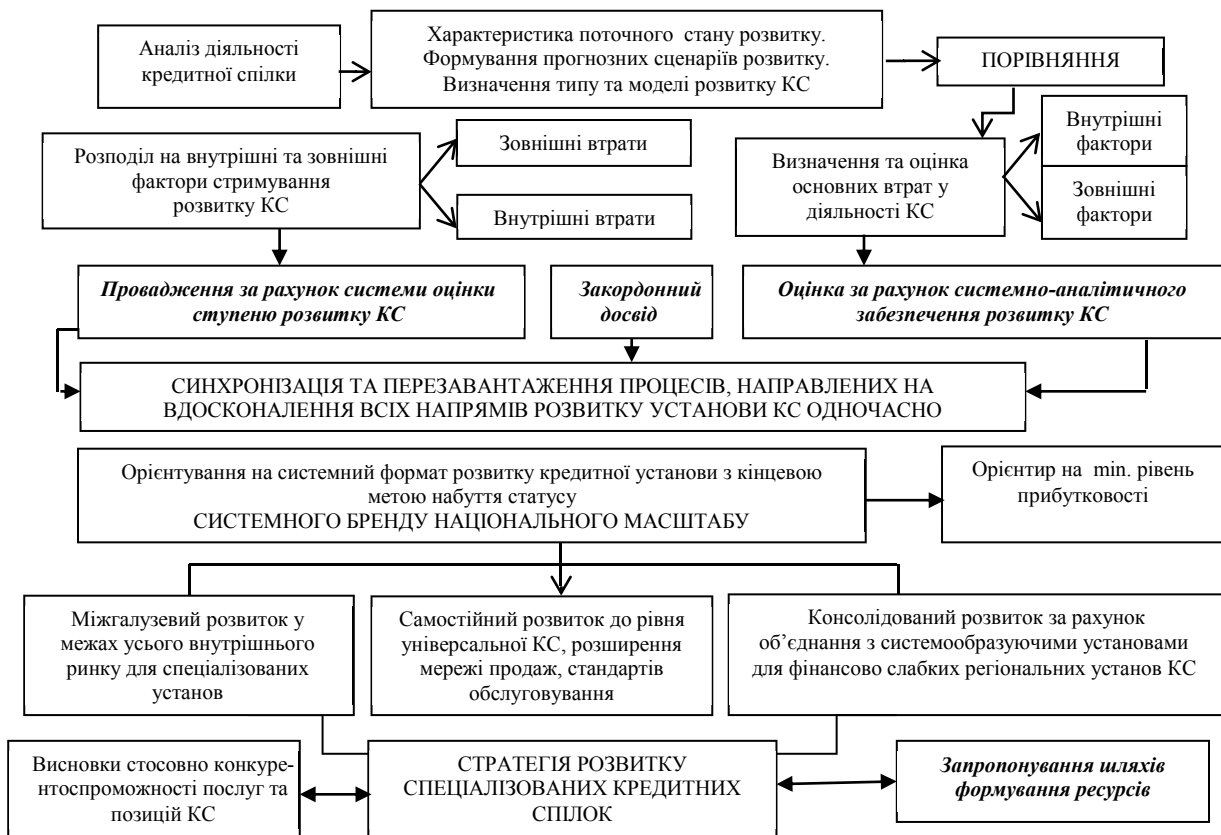 Аналіз діяльності
кредитної спілки
Характеристика поточного стану розвитку.
Формування прогнозних сценаріїв розвитку.
Визначення типу та моделі розвитку КС
ПОРІВНЯННЯ
Розподіл на внутрішні та зовнішні
фактори стримування
розвитку КС
Зовнішні втрати
Внутрішні втрати
Визначення та оцінка
основних втрат у
діяльності КС
Внутрішні
фактори
Зовнішні
фактори
Провадження за рахунок системи оцінки
ступеню розвитку КС
Закордонний
досвід
Оцінка за рахунок системно-аналітичного
забезпечення розвитку КС
СИНХРОНІЗАЦІЯ ТА ПЕРЕЗАВАНТАЖЕННЯ ПРОЦЕСІВ, НАПРАВЛЕНИХ НА
ВДОСКОНАЛЕННЯ ВСІХ НАПРЯМІВ РОЗВИТКУ УСТАНОВИ КС ОДНОЧАСНО
Орієнтування на системний формат розвитку кредитної установи з кінцевою
метою набуття статусу
СИСТЕМНОГО БРЕНДУ НАЦІОНАЛЬНОГО МАСШТАБУ
Орієнтир на min. рівень
прибутковості
Міжгалузевий розвиток у
межах усього внутрішнього
ринку для спеціалізованих
установ
Самостійний розвиток до рівня
універсальної КС, розширення
мережі продаж, стандартів
обслуговування
Консолідований розвиток за рахунок
об’єднання з системообразуючими установами
для фінансово слабких регіональних установ КС
Висновки стосовно конкуре-
нтоспроможності послуг та
позицій КС
СТРАТЕГІЯ РОЗВИТКУ
СПЕЦІАЛІЗОВАНИХ КРЕДИТНИХ
СПІЛОК
Запропонування шляхів
формування ресурсів